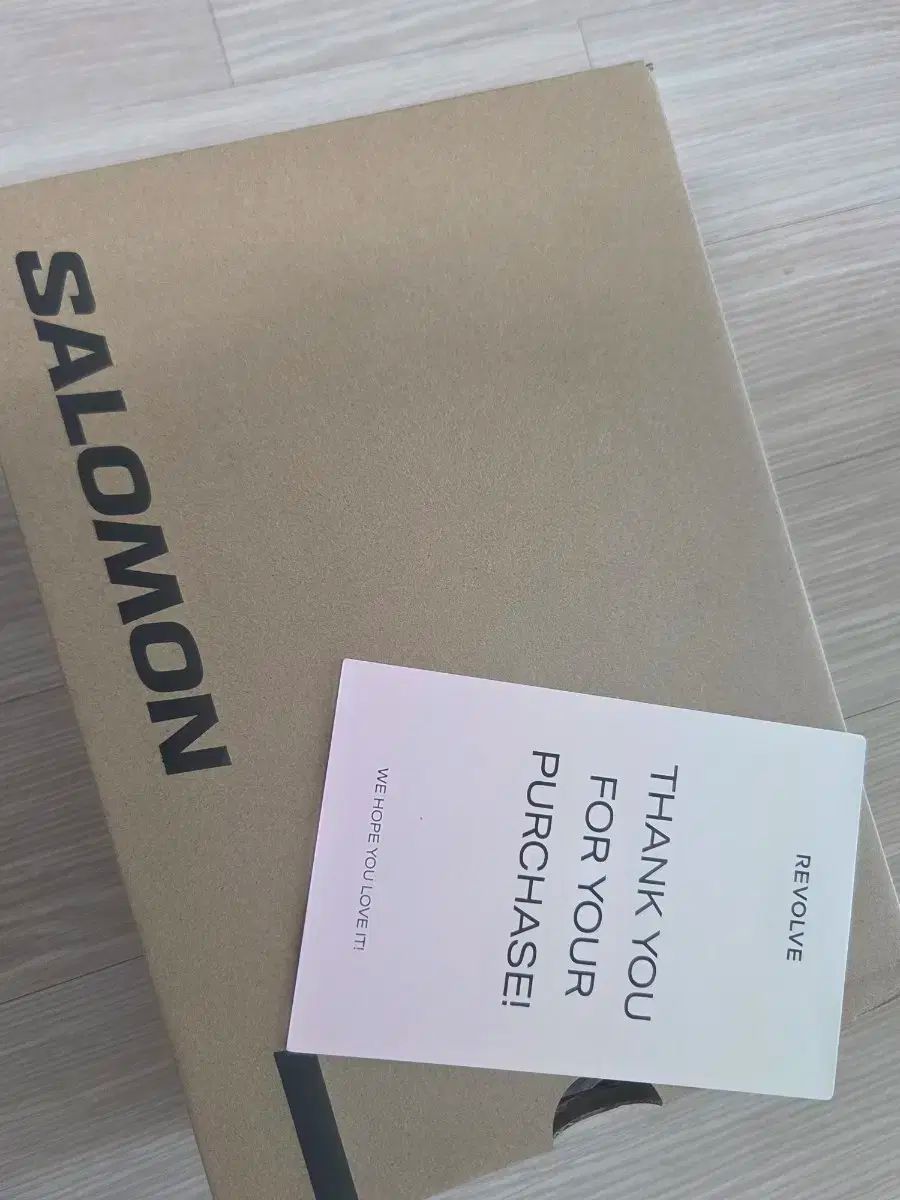 SALOMON
REVOLVE
THANK YOU
FOR YOUR
PURCHASE!
WE HOPE YOU LOVE IT!